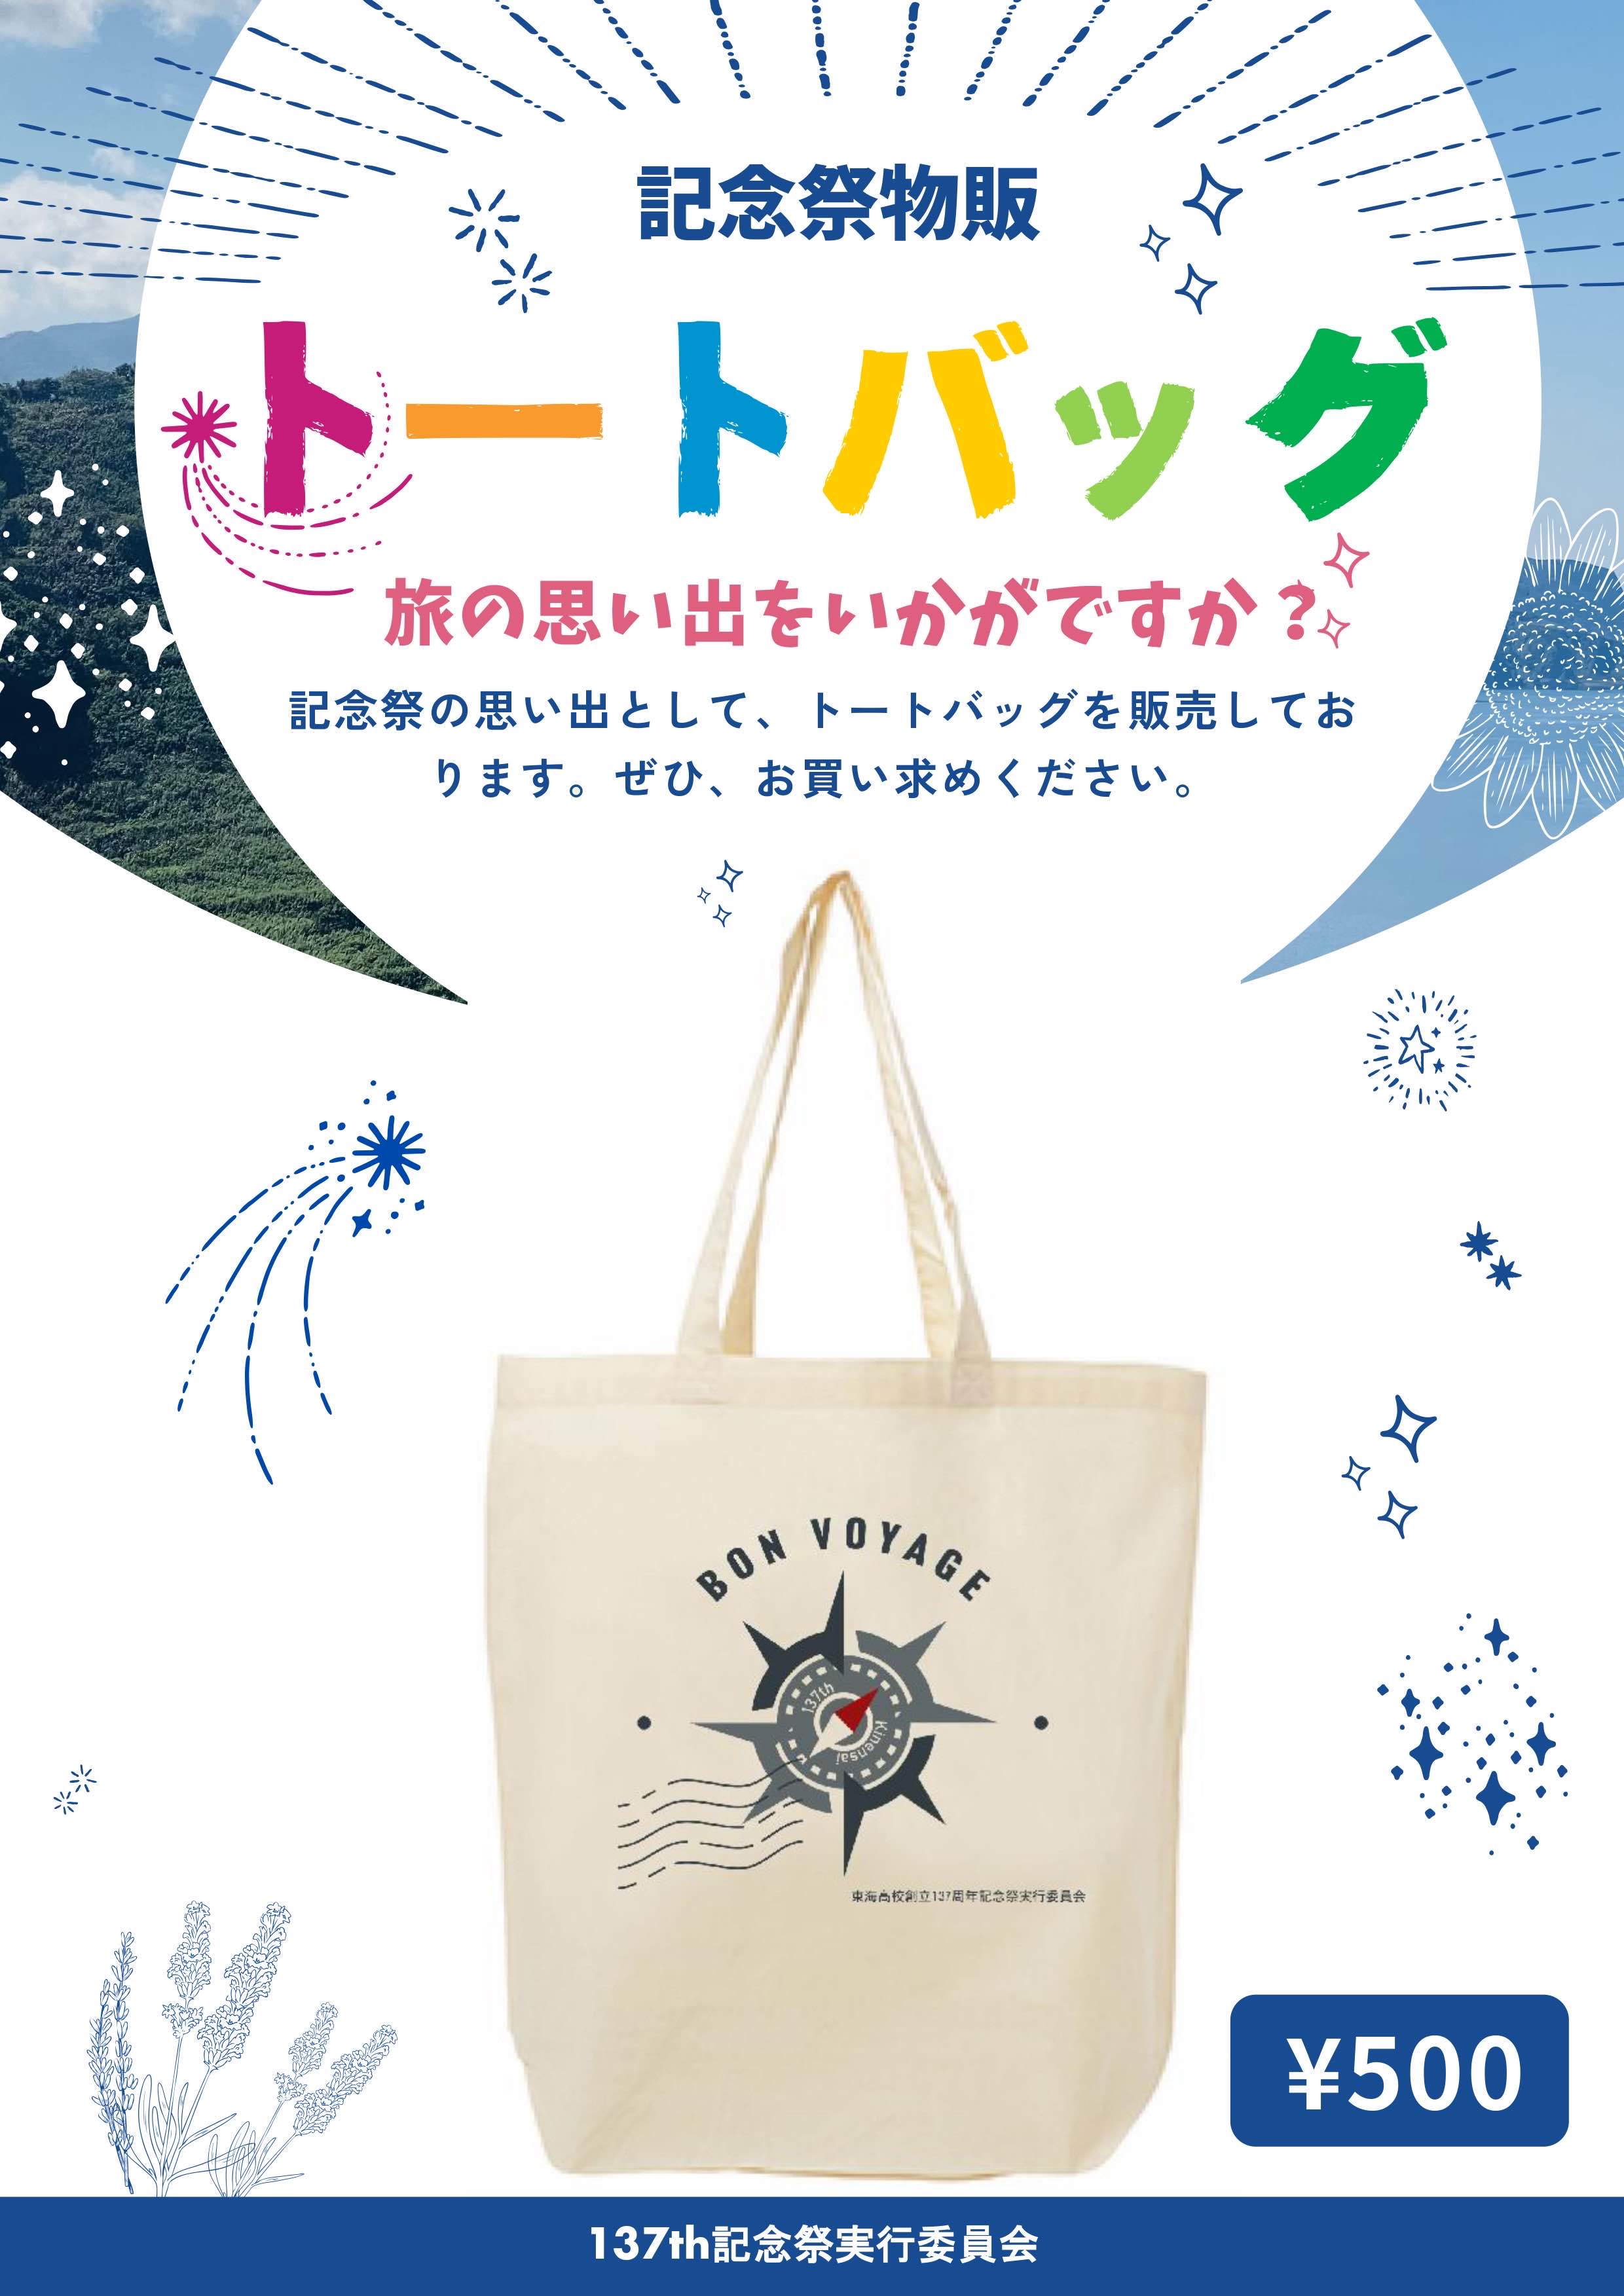 記念祭物販
トートバッグ
旅の思い出をいかがですか？
記念祭の思い出として、トートバッグを販売してお
ります。ぜひ、お買い求めください。
BON VOYAGE
137th
Kinensai
東海高校創立137周年記念祭実行委員会
¥500
137th記念祭実行委員会